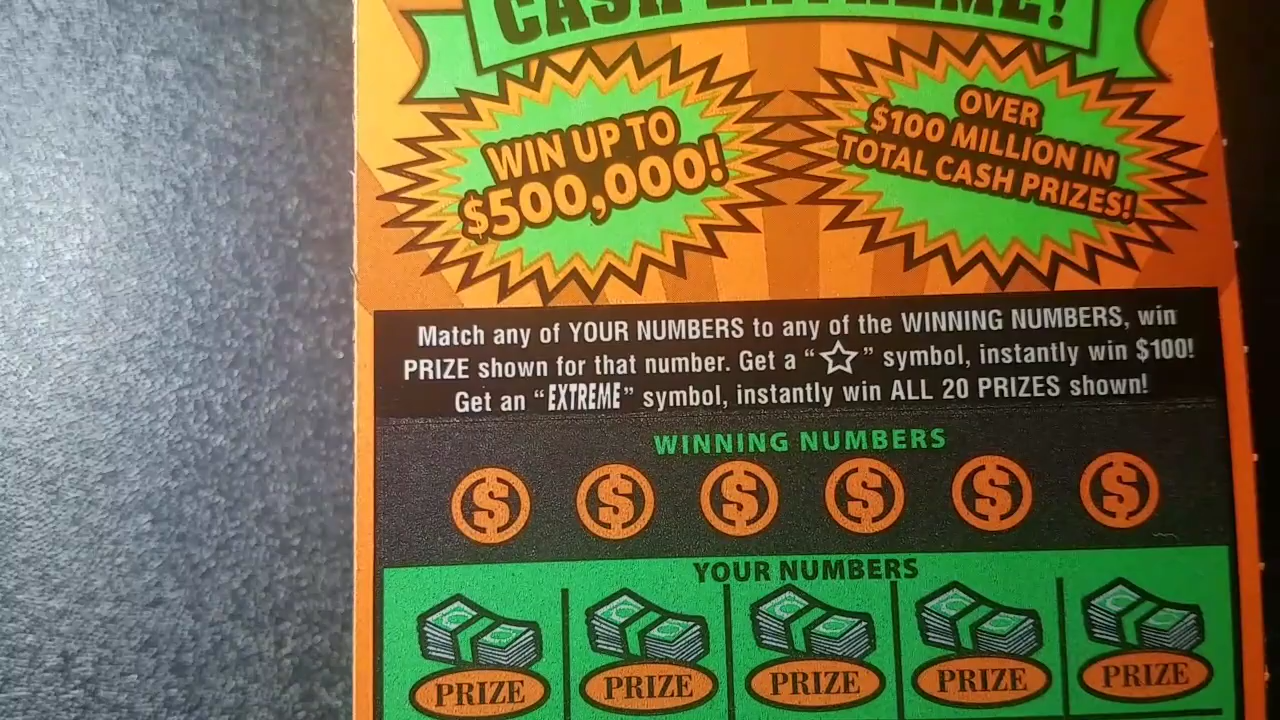 CASH EXTREME!
WIN UP TO
$500,000!
OVER
$100 MILLION IN
TOTAL CASH PRIZES!
Match any of YOUR NUMBERS to any of the WINNING NUMBERS, win
PRIZE shown for that number. Get a "☆" symbol, instantly win $100!
Get an "EXTREME" symbol, instantly win ALL 20 PRIZES shown!
WINNING NUMBERS
$ $ $ $ $ $
YOUR NUMBERS
PRIZE PRIZE PRIZE PRIZE PRIZE